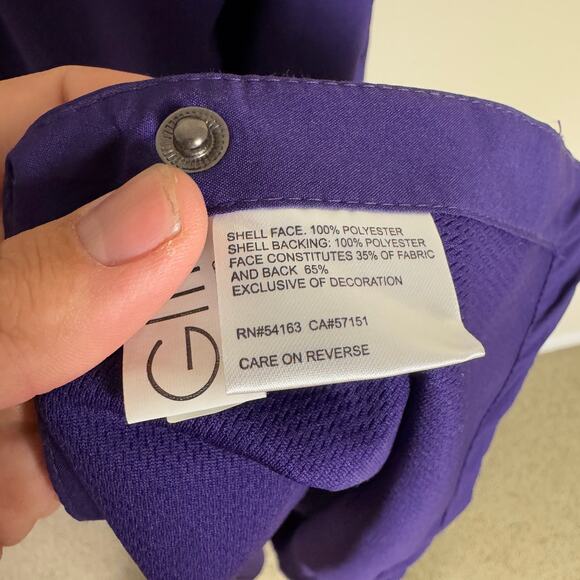 SHELL FACE. 100% POLYESTER
SHELL BACKING: 100% POLYESTER
FACE CONSTITUTES 35% OF FABRIC
AND BACK 65%
EXCLUSIVE OF DECORATION
RN#54163 CA#57151
CARE ON REVERSE